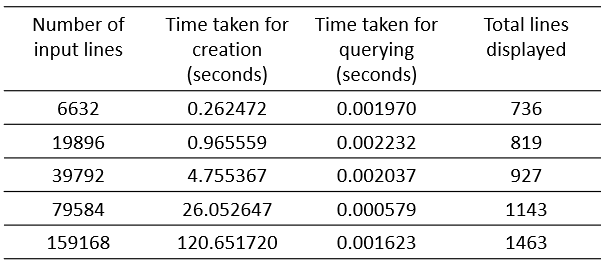 Number of input lines | Time taken for creation (seconds) | Time taken for querying (seconds) | Total lines displayed
6632 | 0.262472 | 0.001970 | 736
19896 | 0.965559 | 0.002232 | 819
39792 | 4.755367 | 0.002037 | 927
79584 | 26.052647 | 0.000579 | 1143
159168 | 120.651720 | 0.001623 | 1463